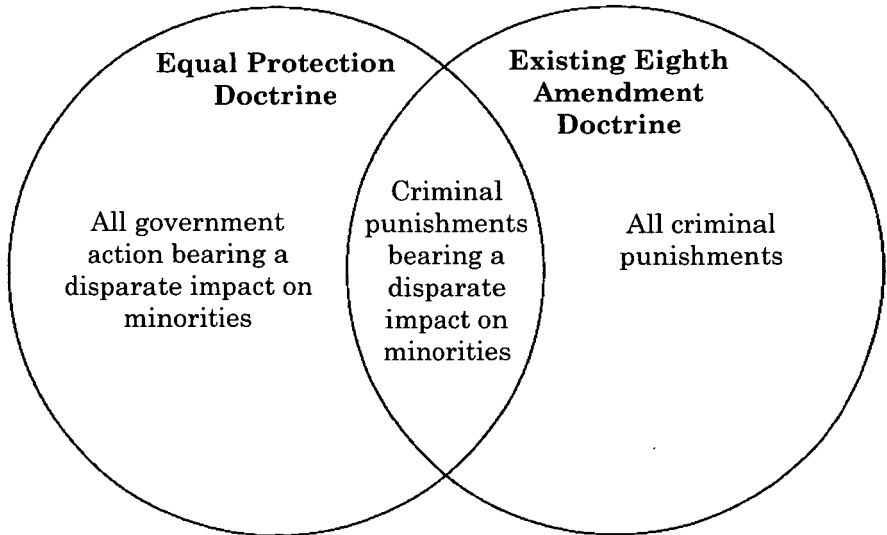 Equal Protection
Doctrine
Existing Eighth
Amendment
Doctrine
All government
action bearing a
disparate impact on
minorities
Criminal
punishments
bearing a
disparate
impact on
minorities
All criminal
punishments